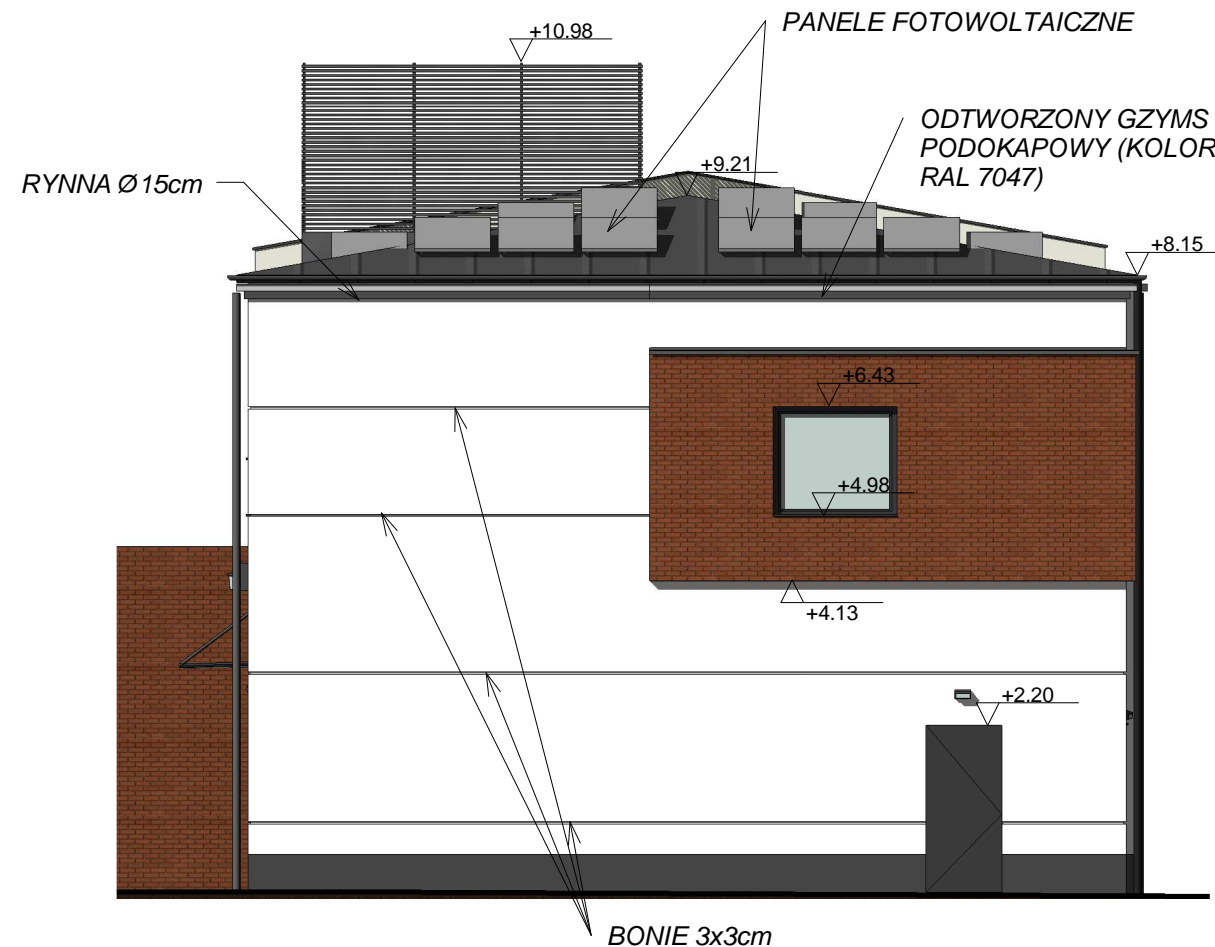 +10.98
PANELE FOTOWOLTAICZNE
ODTWORZONY GZYMS
PODOKAPOWY (KOLOR
RAL 7047)
+9.21
RYNNA Ø15cm
+8.15
+6.43
+4.98
+4.13
+2.20
BONIE 3x3cm